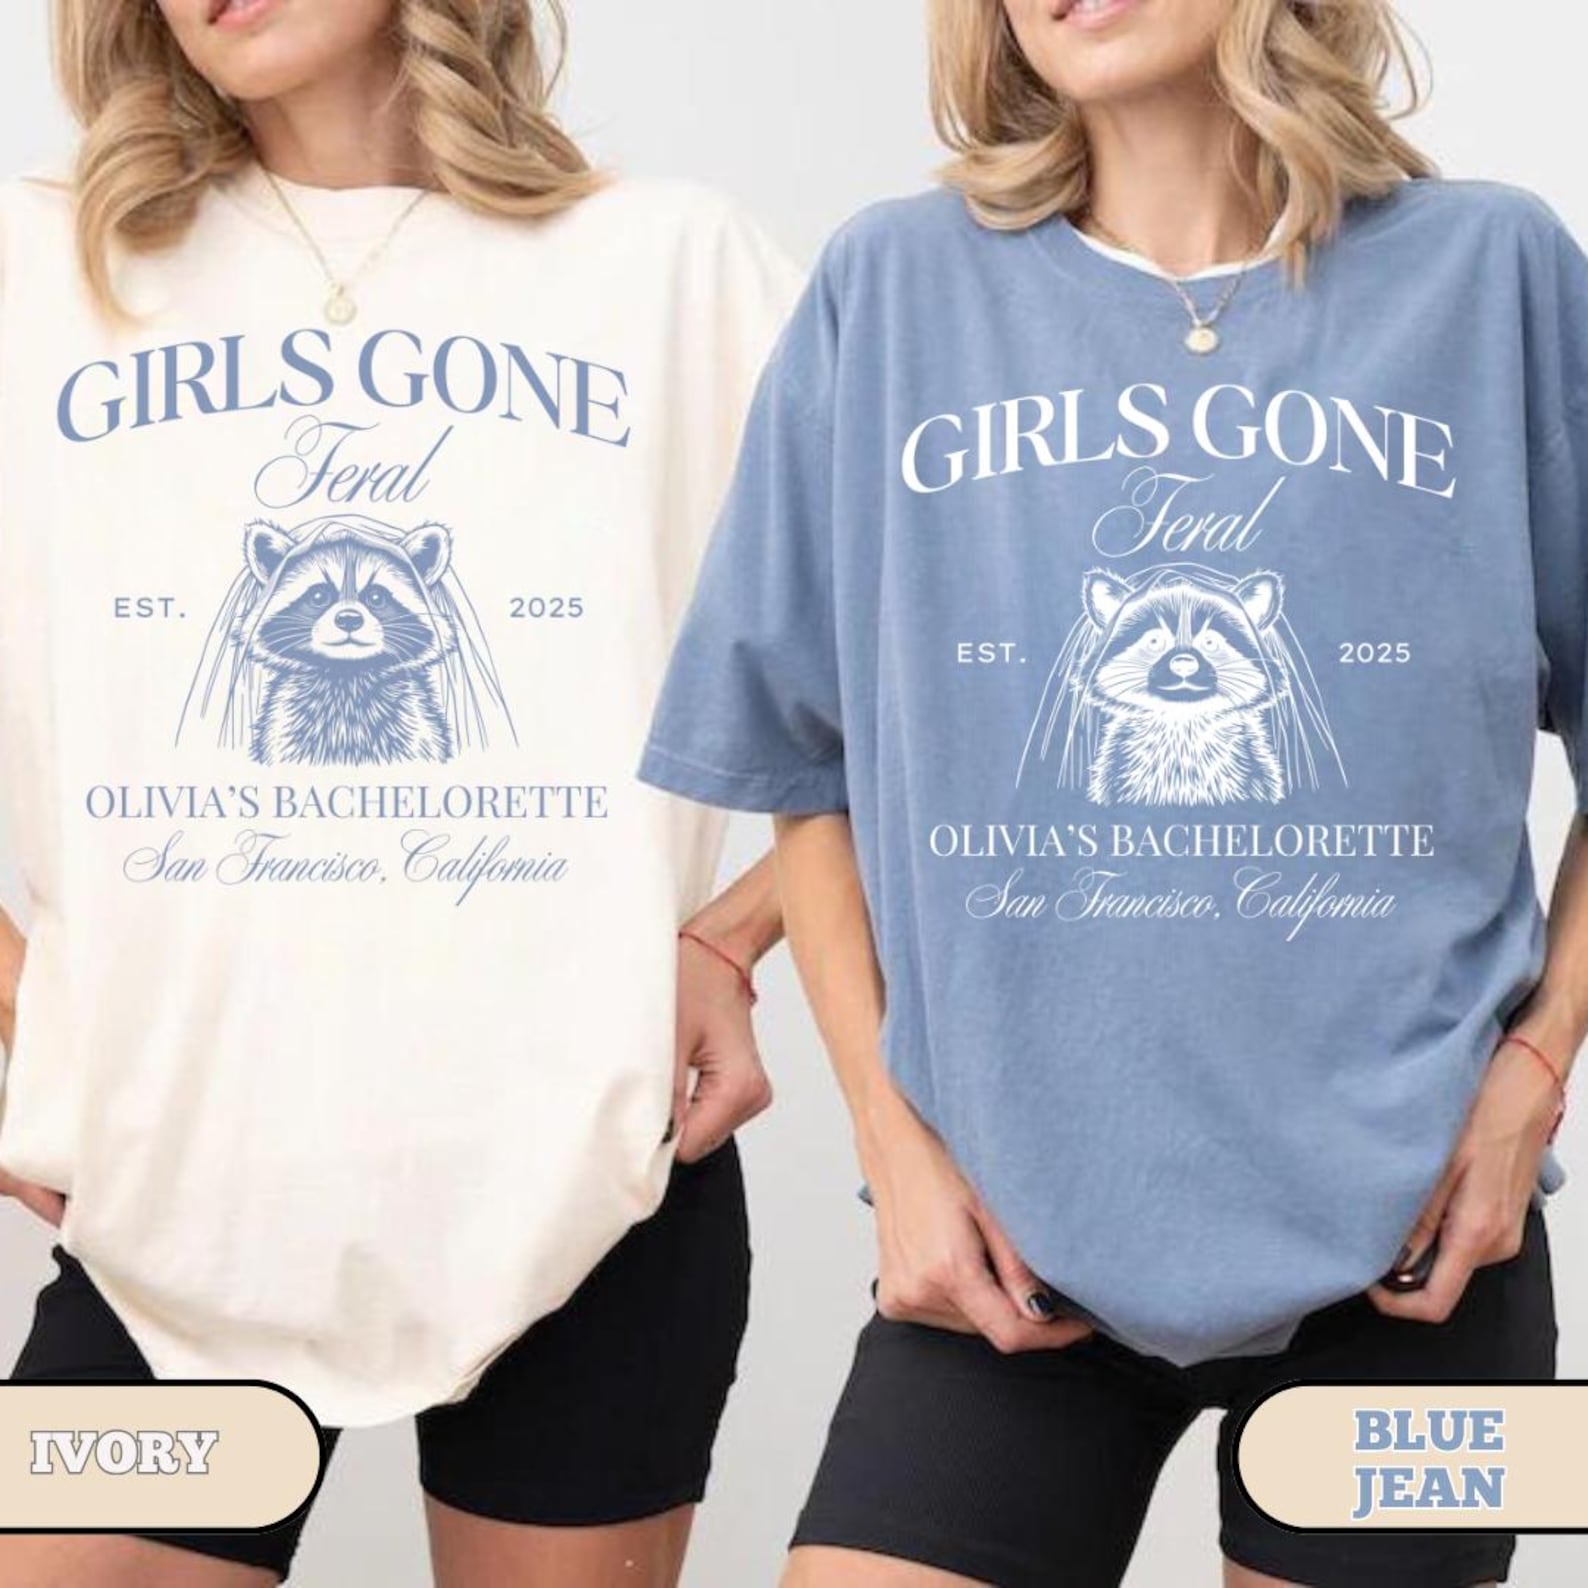 GIRLS GONE
Feral
EST. 2025
OLIVIA'S BACHELORETTE
San Francisco, California
IVORY
GIRLS GONE
Feral
EST. 2025
OLIVIA'S BACHELORETTE
San Francisco, California
BLUE
JEAN